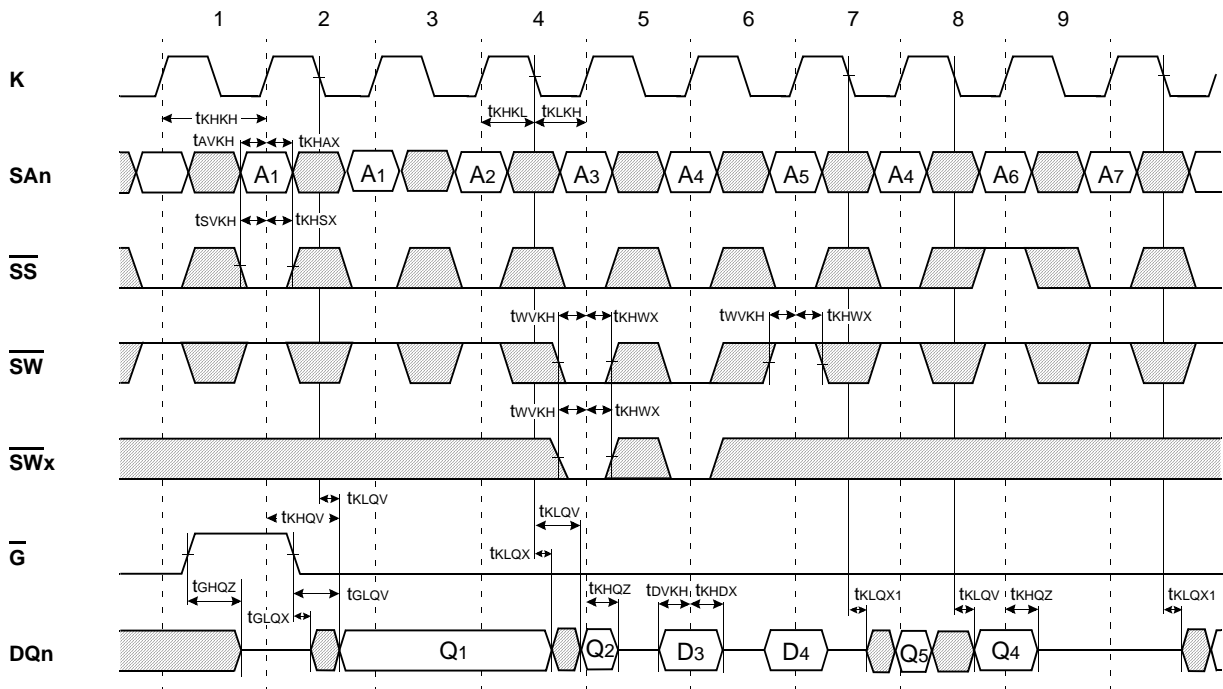 1 2 3 4 5 6 7 8 9
K
tKHKH tKHKL tKLKH
tAVKH tKHAX
SAn A1 A1 A2 A3 A4 A5 A4 A6 A7
tSVKH tKHSX
SS
tWVKH tKHWX tWVKH tKHWX
SW
tWVKH tKHWX
SWx
tKLQV
tKHQV tKLQV
G tKLQX
tGHQZ tGLQV tKHQZ tDVKH tKHDX tKLQX1 tKLQV tKHQZ tKLQX1
tGLQX
DQn Q1 Q2 D3 D4 Q5 Q4